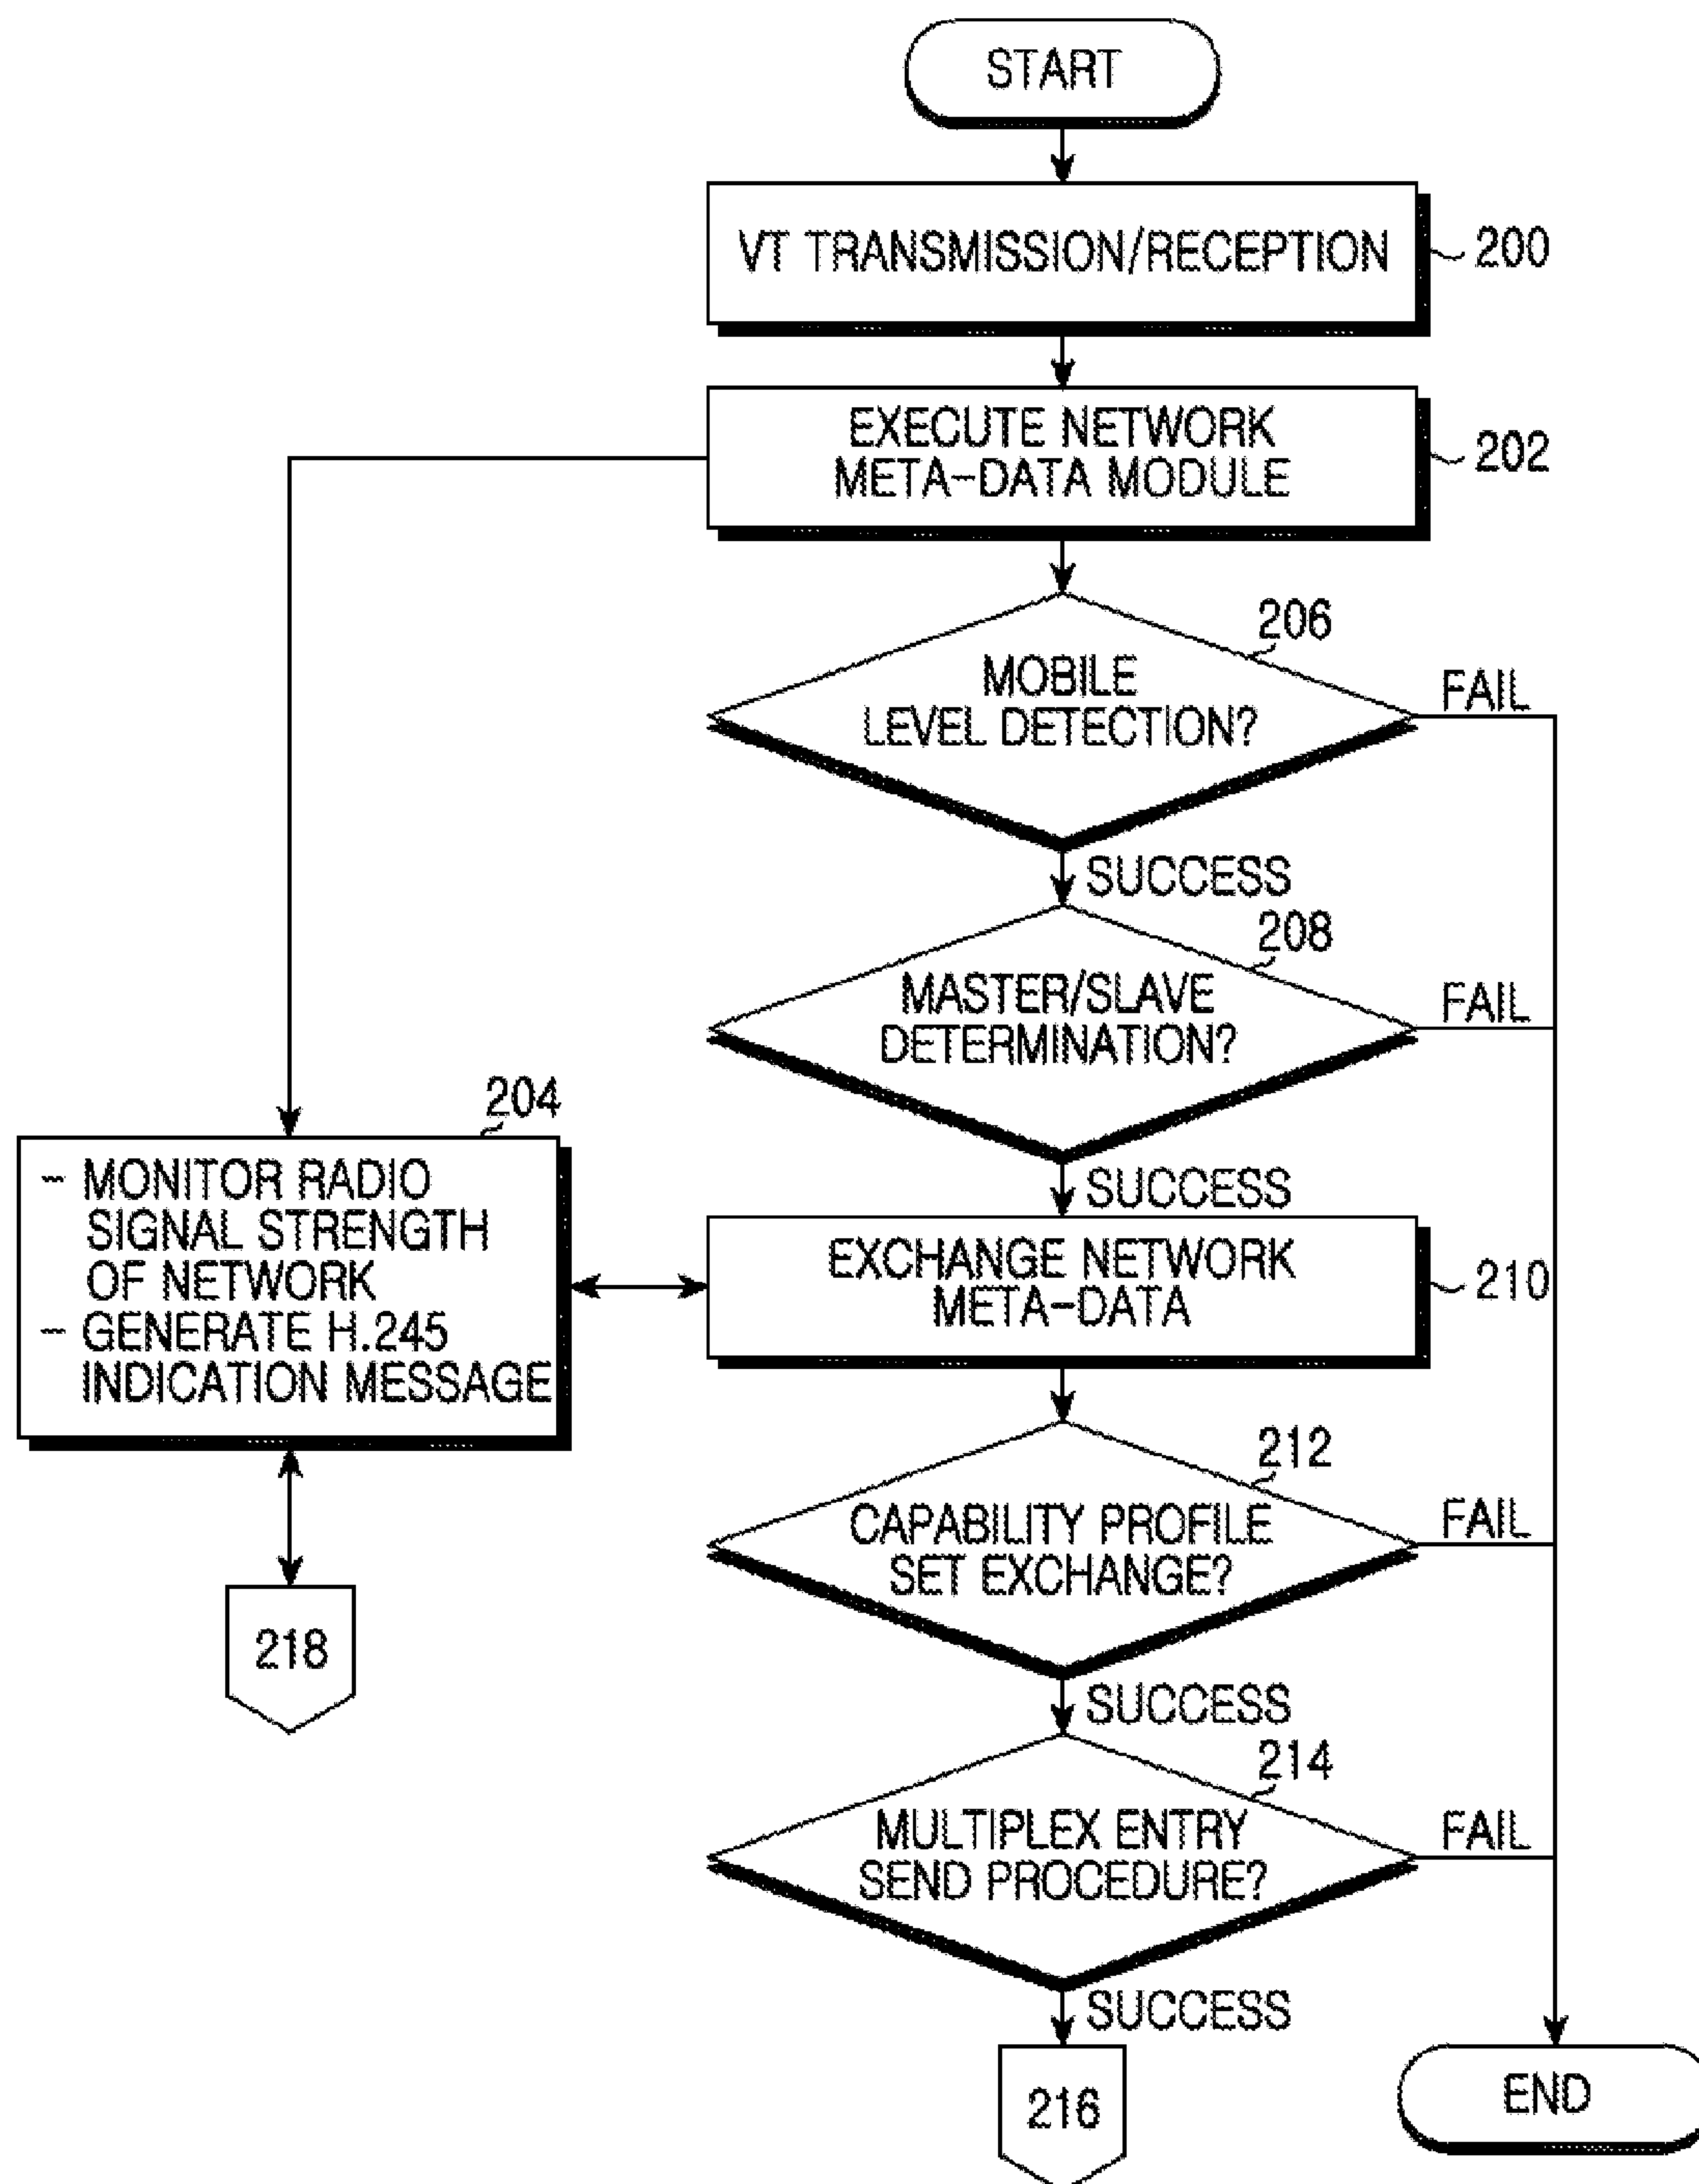 START
VT TRANSMISSION/RECEPTION
200
EXECUTE NETWORK
META-DATA MODULE
202
206
MOBILE
LEVEL DETECTION?
FAIL
SUCCESS
208
MASTER/SLAVE
DETERMINATION?
FAIL
SUCCESS
204
- MONITOR RADIO
SIGNAL STRENGTH
OF NETWORK
- GENERATE H.245
INDICATION MESSAGE
EXCHANGE NETWORK
META-DATA
210
212
CAPABILITY PROFILE
SET EXCHANGE?
FAIL
218
SUCCESS
214
MULTIPLEX ENTRY
SEND PROCEDURE?
FAIL
SUCCESS
216
END